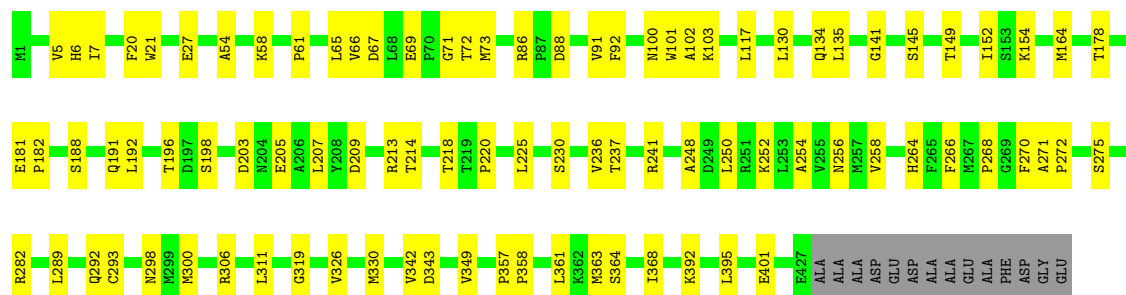 M1 V5 H6 I7 F20 W21 E27 A54 K58 P61 L65 V66 D67 L68 E69 P70 G71 T72 M73 R86 P87 D88 V91 F92 N100 W101 A102 K103 L117 L130 Q134 L135 G141 S145 T149 I152 S153 K154 M164 T178
E181 P182 S188 Q191 L192 T196 D197 S198 D203 N204 E205 A206 L207 Y208 D209 R213 T214 T218 T219 P220 L225 S230 V236 T237 R241 A248 D249 L250 R251 K252 L253 A254 V255 N256 M257 V258 H264 F265 F266 M267 P268 G269 F270 A271 P272 S275
R282 L289 Q292 C293 N298 M299 M300 R306 L311 G319 V326 M330 V342 D343 V349 P357 P358 L361 K362 M363 S364 I368 K392 L395 E401 E427 ALA ALA ALA ASP GLU ASP ALA ALA GLU ALA PHE ASP GLY GLU